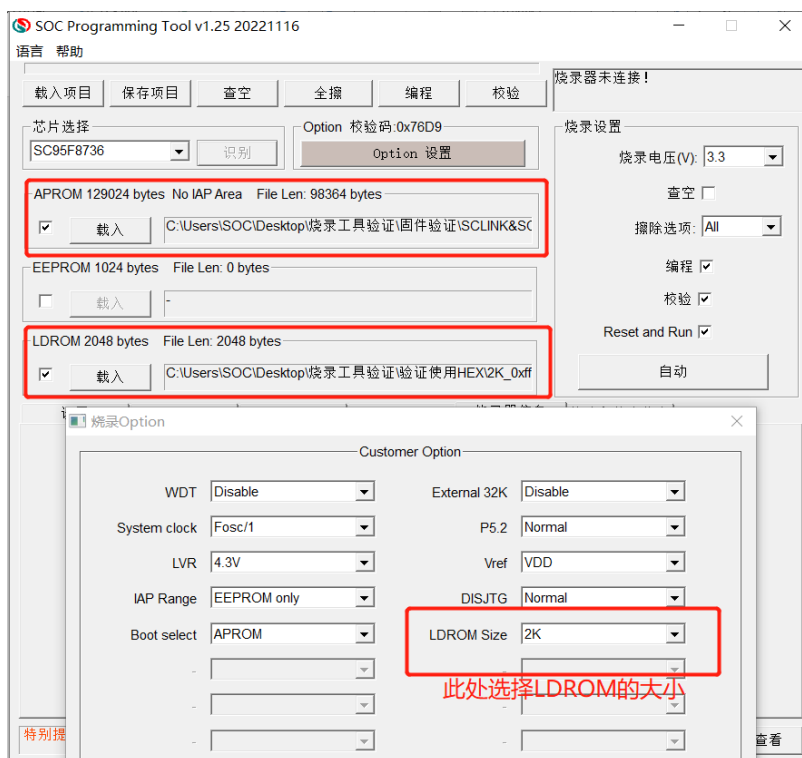 SOC Programming Tool v1.25 20221116
语言 帮助
载入项目 保存项目 查空 全擦 编程 校验
烧录器未连接！
芯片选择
SC95F8736 识别
Option 校验码:0x76D9
Option 设置
APROM 129024 bytes No IAP Area File Len: 98364 bytes
载入 C:\Users\SOC\Desktop\烧录工具验证\固件验证\SCLINK&SC
EEPROM 1024 bytes File Len: 0 bytes
载入 -
LDROM 2048 bytes File Len: 2048 bytes
载入 C:\Users\SOC\Desktop\烧录工具验证\验证使用HEX\2K_0xff
烧录设置
烧录电压(V): 3.3
查空
擦除选项: All
编程
校验
Reset and Run
自动
烧录Option
Customer Option
WDT Disable External 32K Disable
System clock Fosc/1 P5.2 Normal
LVR 4.3V Vref VDD
IAP Range EEPROM only DISJTG Normal
Boot select APROM LDROM Size 2K
- -
此处选择LDROM的大小
- -
- -
特别提
查看